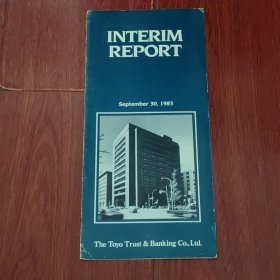 INTERIM
REPORT
September 30, 1983
The Toyo Trust & Banking Co., Ltd.